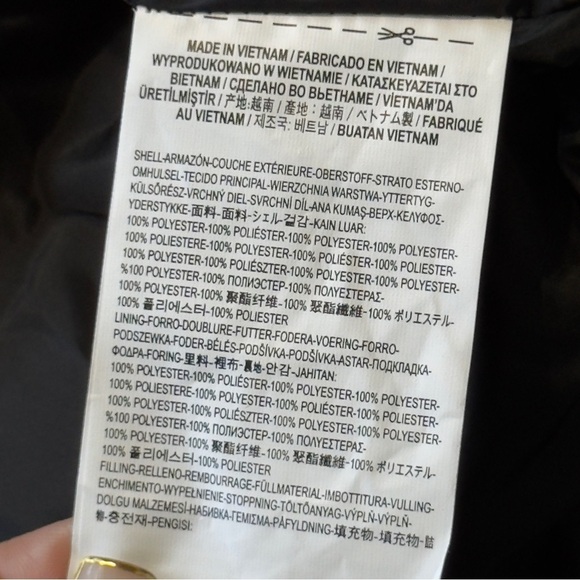 MADE IN VIETNAM / FABRICADO EN VIETNAM /
WYPRODUKOWANO W WIETNAMIE / ΚΑΤΑΣΚΕΥΑΖΕΤΑΙ ΣΤΟ
ΒΙΕΤΝΑΜ / СДЕЛАНО ВО ВЬЕТНАМЕ / VİETNAM'DA
ÜRETİLMİŞTİR / 产地:越南 / 產地：越南 / ベトナム製 / FABRIQUÉ
AU VIETNAM / 제조국: 베트남 / BUATAN VIETNAM
SHELL-ARMAZÓN-COUCHE EXTÉRIEURE-OBERSTOFF-STRATO ESTERNO-
OMHULSEL-TECIDO PRINCIPAL-WIERZCHNIA WARSTWA-YTTERTYG-
KÜLSŐRÉSZ-VRCHNÝ DIEL-SVRCHNÍ DÍL-ANA KUMAŞ-ВЕРХ-ΚΕΛΥΦΟΣ-
YDERSTYKKE-面料-面料-シェル-겉감-KAIN LUAR:
100% POLYESTER-100% POLIÉSTER-100% POLYESTER-100% POLYESTER-
100% POLIESTERE-100% POLYESTER-100% POLIÉSTER-100% POLIESTER-
100% POLYESTER-100% POLIÉSZTER-100% POLYESTER-100% POLYESTER-
%100 POLYESTER-100% ПОЛИЭСТЕР-100% ΠΟΛΥΕΣΤΕΡΑΣ-
100% POLYESTER-100% 聚酯纤维-100% 聚酯纖維-100% ポリエステル-
100% 폴리에스터-100% POLIESTER
LINING-FORRO-DOUBLURE-FUTTER-FODERA-VOERING-FORRO-
PODSZEWKA-FODER-BÉLÉS-PODŠÍVKA-PODŠÍVKA-ASTAR-ПОДКЛАДКА-
ΦΟΔΡΑ-FORING-里料-裡布-裏地-안감-JAHITAN:
100% POLYESTER-100% POLIÉSTER-100% POLYESTER-100% POLYESTER-
100% POLIESTERE-100% POLYESTER-100% POLIÉSTER-100% POLIESTER-
100% POLYESTER-100% POLIÉSZTER-100% POLYESTER-100% POLYESTER-
%100 POLYESTER-100% ПОЛИЭСТЕР-100% ΠΟΛΥΕΣΤΕΡΑΣ-
100% POLYESTER-100% 聚酯纤维-100% 聚酯纖維-100% ポリエステル-
100% 폴리에스터-100% POLIESTER
FILLING-RELLENO-REMBOURRAGE-FÜLLMATERIAL-IMBOTTITURA-VULLING-
ENCHIMENTO-WYPEŁNIENIE-STOPPNING-TÖLTŐANYAG-VÝPLŇ-VÝPLŇ-
DOLGU MALZEMESİ-НАБИВКА-ΓΕΜΙΣΜΑ-PÅFYLDNING-填充物-填充物-詰
物-충전재-PENGISI: